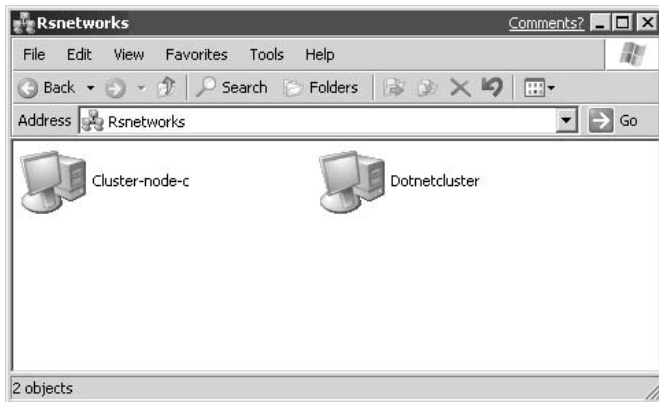 Rsnetworks Comments?
File Edit View Favorites Tools Help
Back Search Folders
Address Rsnetworks Go
Cluster-node-c Dotnetcluster
2 objects